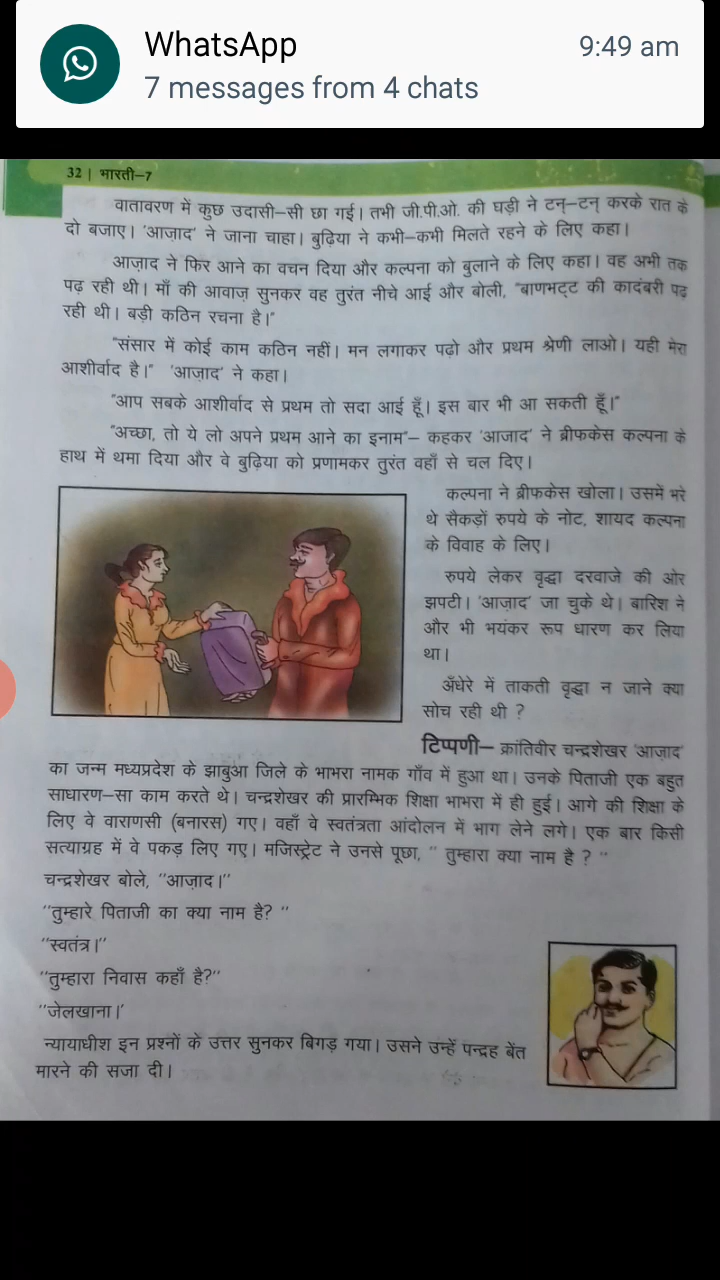 WhatsApp
9:49 am
7 messages from 4 chats
32 | भारती–7
वातावरण में कुछ उदासी–सी छा गई। तभी जी.पी.ओ. की घड़ी ने टन्–टन् करके रात के
दो बजाए। 'आज़ाद' ने जाना चाहा। बुढ़िया ने कभी–कभी मिलते रहने के लिए कहा।
आज़ाद ने फिर आने का वचन दिया और कल्पना को बुलाने के लिए कहा। वह अभी तक
पढ़ रही थी। माँ की आवाज़ सुनकर वह तुरंत नीचे आई और बोली, "बाणभट्ट की कादंबरी पढ़
रही थी। बड़ी कठिन रचना है।"
"संसार में कोई काम कठिन नहीं। मन लगाकर पढ़ो और प्रथम श्रेणी लाओ। यही मेरा
आशीर्वाद है।" 'आज़ाद' ने कहा।
"आप सबके आशीर्वाद से प्रथम तो सदा आई हूँ। इस बार भी आ सकती हूँ।"
"अच्छा, तो ये लो अपने प्रथम आने का इनाम"– कहकर 'आजाद' ने ब्रीफकेस कल्पना के
हाथ में थमा दिया और वे बुढ़िया को प्रणामकर तुरंत वहाँ से चल दिए।
कल्पना ने ब्रीफकेस खोला। उसमें भरे
थे सैकड़ों रुपये के नोट, शायद कल्पना
के विवाह के लिए।
रुपये लेकर वृद्धा दरवाजे की ओर
झपटी। 'आज़ाद' जा चुके थे। बारिश ने
और भी भयंकर रूप धारण कर लिया
था।
अँधेरे में ताकती वृद्धा न जाने क्या
सोच रही थी ?
टिप्पणी– क्रांतिवीर चन्द्रशेखर 'आज़ाद'
का जन्म मध्यप्रदेश के झाबुआ जिले के भाभरा नामक गाँव में हुआ था। उनके पिताजी एक बहुत
साधारण–सा काम करते थे। चन्द्रशेखर की प्रारम्भिक शिक्षा भाभरा में ही हुई। आगे की शिक्षा के
लिए वे वाराणसी (बनारस) गए। वहाँ वे स्वतंत्रता आंदोलन में भाग लेने लगे। एक बार किसी
सत्याग्रह में वे पकड़ लिए गए। मजिस्ट्रेट ने उनसे पूछा, '' तुम्हारा क्या नाम है ? ''
चन्द्रशेखर बोले, ''आज़ाद।''
''तुम्हारे पिताजी का क्या नाम है? ''
''स्वतंत्र।''
''तुम्हारा निवास कहाँ है?''
''जेलखाना।'
न्यायाधीश इन प्रश्नों के उत्तर सुनकर बिगड़ गया। उसने उन्हें पन्द्रह बेंत
मारने की सजा दी।